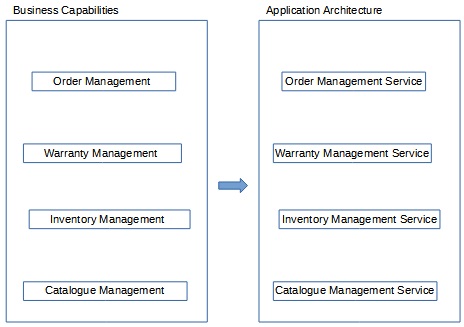 Business Capabilities
Order Management
Warranty Management
Inventory Management
Catalogue Management
Application Architecture
Order Management Service
Warranty Management Service
Inventory Management Service
Catalogue Management Service